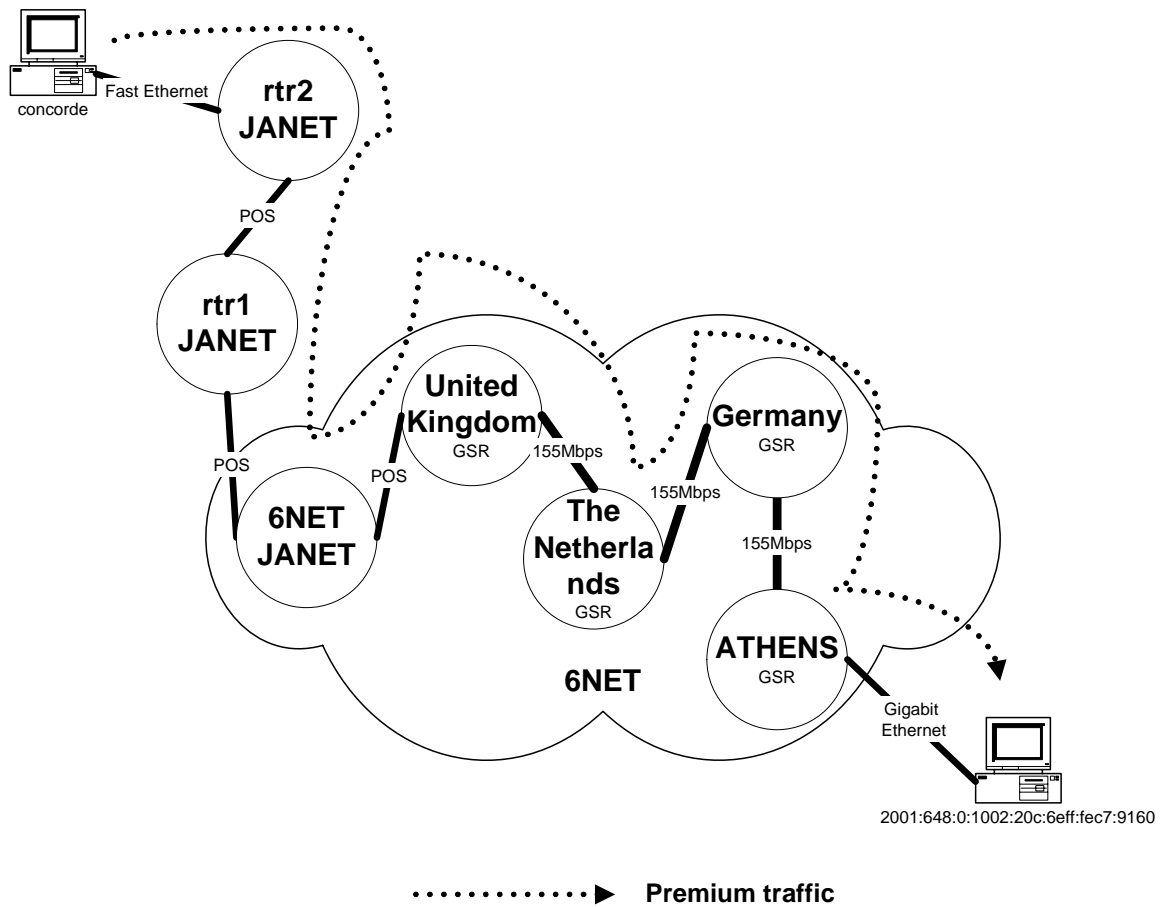 concorde
Fast Ethernet
rtr2
JANET
POS
rtr1
JANET
POS
6NET
JANET
POS
United
Kingdom
GSR
155Mbps
The
Netherla
nds
GSR
155Mbps
Germany
GSR
155Mbps
ATHENS
GSR
6NET
Gigabit
Ethernet
2001:648:0:1002:20c:6eff:fec7:9160
Premium traffic